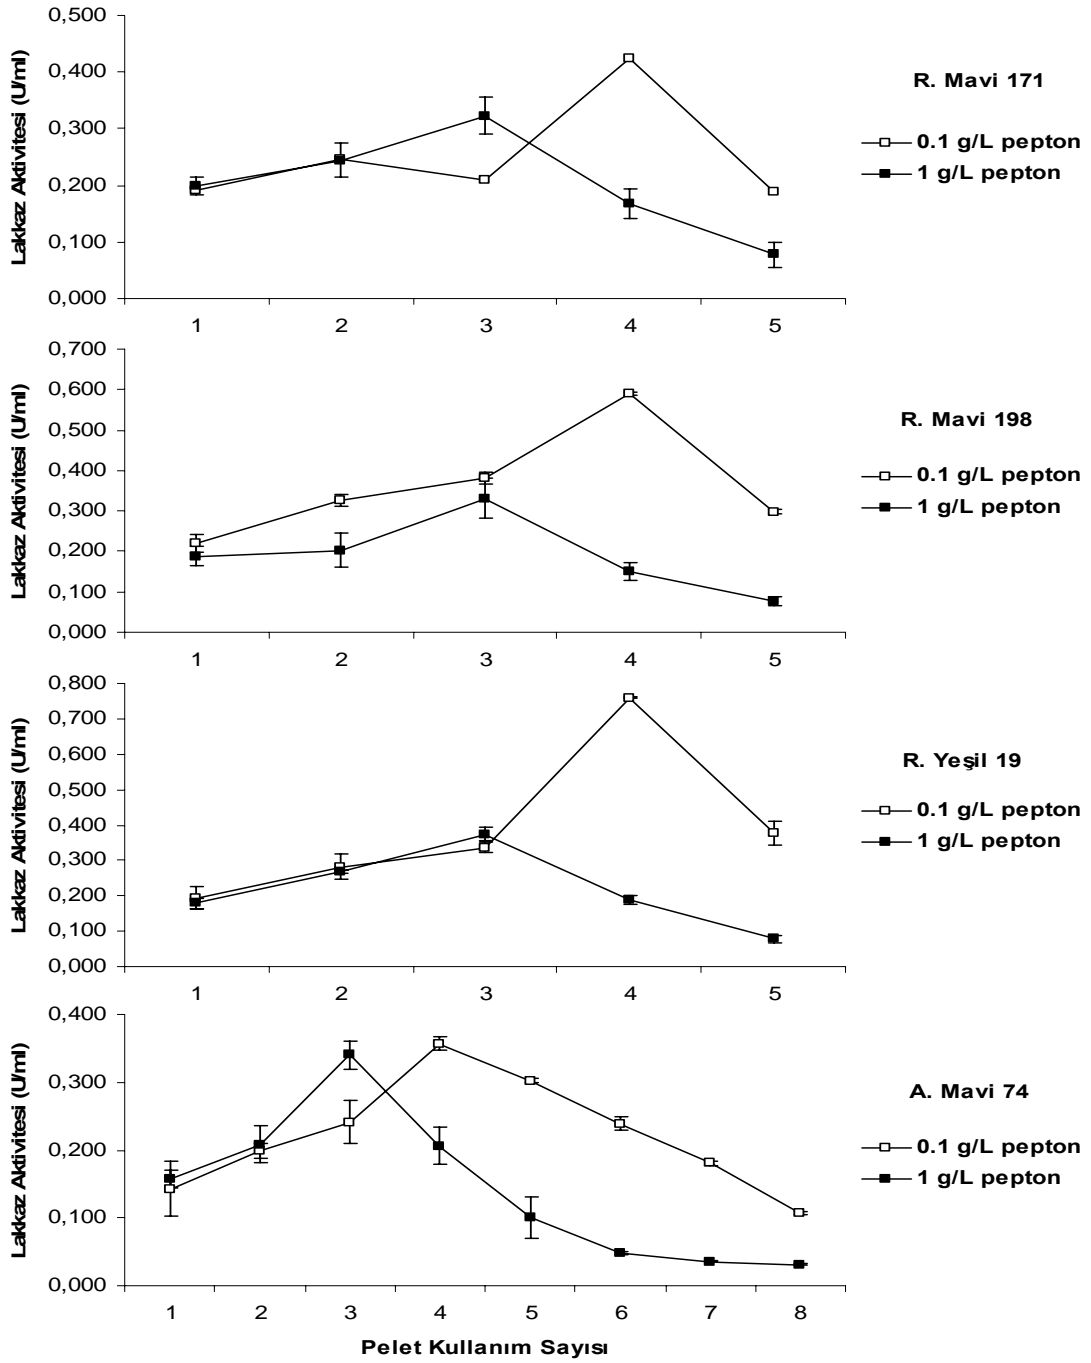 0,500
0,400
0,300
0,200
0,100
0,000
Lakkaz Aktivitesi (U/ml)
1 2 3 4 5
R. Mavi 171
0.1 g/L pepton
1 g/L pepton
0,700
0,600
0,500
0,400
0,300
0,200
0,100
0,000
Lakkaz Aktivitesi (U/ml)
1 2 3 4 5
R. Mavi 198
0.1 g/L pepton
1 g/L pepton
0,800
0,700
0,600
0,500
0,400
0,300
0,200
0,100
0,000
Lakkaz Aktivitesi (U/ml)
1 2 3 4 5
R. Yeşil 19
0.1 g/L pepton
1 g/L pepton
0,400
0,300
0,200
0,100
0,000
Lakkaz Aktivitesi (U/ml)
1 2 3 4 5 6 7 8
A. Mavi 74
0.1 g/L pepton
1 g/L pepton
Pelet Kullanım Sayısı